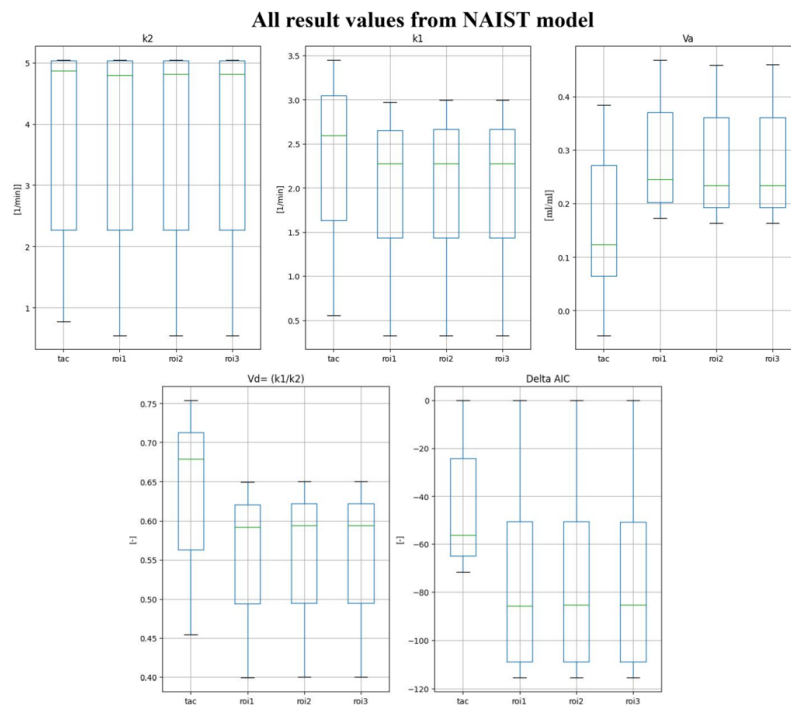 All result values from NAIST model
k2
5
4
3
2
1
[1/min]]
tac roi1 roi2 roi3
k1
3.5
3.0
2.5
2.0
1.5
1.0
0.5
[1/min]
tac roi1 roi2 roi3
Va
0.4
0.3
0.2
0.1
0.0
[ml/ml]
tac roi1 roi2 roi3
Vd= (k1/k2)
0.75
0.70
0.65
0.60
0.55
0.50
0.45
0.40
[-]
tac roi1 roi2 roi3
Delta AIC
0
−20
−40
−60
−80
−100
−120
[-]
tac roi1 roi2 roi3